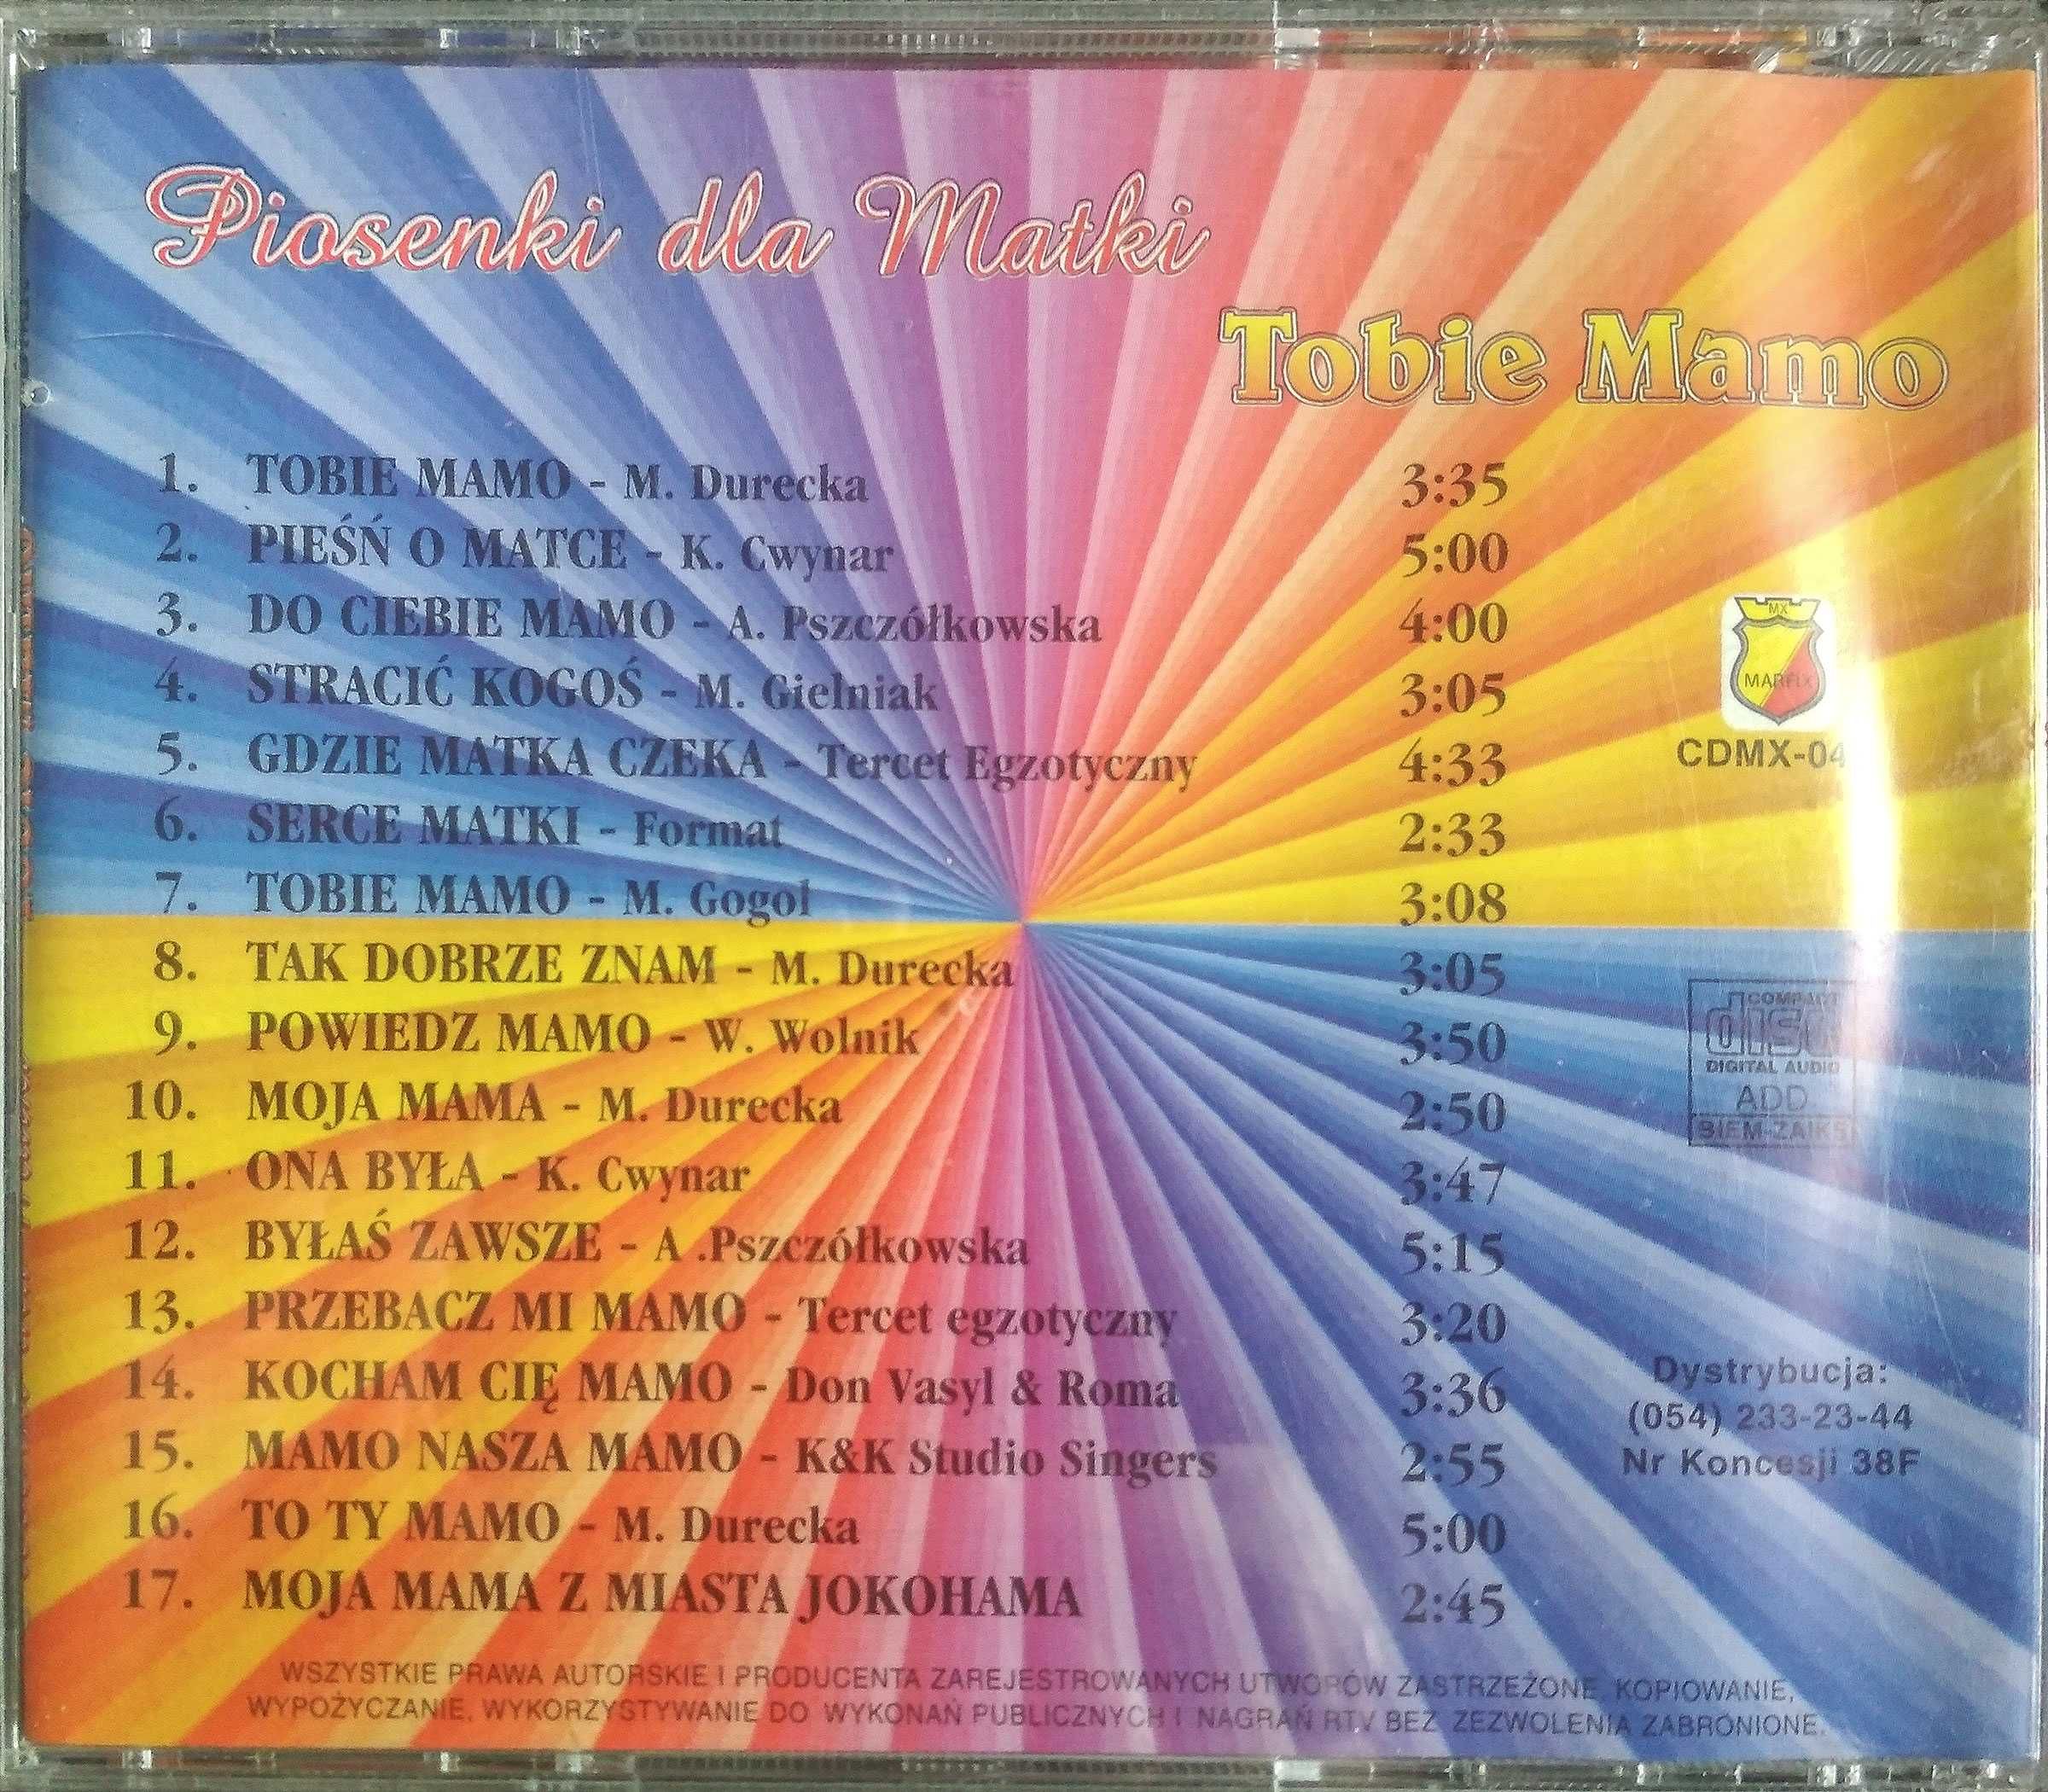 Piosenki dla Matki
Tobie Mamo
1. TOBIE MAMO - M. Durecka 3:35
2. PIEŚŃ O MATCE - K. Cwynar 5:00
3. DO CIEBIE MAMO - A. Pszczółkowska 4:00
4. STRACIĆ KOGOŚ - M. Gielniak 3:05
5. GDZIE MATKA CZEKA - Tercet Egzotyczny 4:33
6. SERCE MATKI - Format 2:33
7. TOBIE MAMO - M. Gogol 3:08
8. TAK DOBRZE ZNAM - M. Durecka 3:05
9. POWIEDZ MAMO - W. Wolnik 3:50
10. MOJA MAMA - M. Durecka 2:50
11. ONA BYŁA - K. Cwynar 3:47
12. BYŁAŚ ZAWSZE - A .Pszczółkowska 5:15
13. PRZEBACZ MI MAMO - Tercet egzotyczny 3:20
14. KOCHAM CIĘ MAMO - Don Vasyl & Roma 3:36
15. MAMO NASZA MAMO - K&K Studio Singers 2:55
16. TO TY MAMO - M. Durecka 5:00
17. MOJA MAMA Z MIASTA JOKOHAMA 2:45
MX
MARFIX
CDMX-04
COMPACT
disc
DIGITAL AUDIO
ADD
BIEM-ZAIKS
Dystrybucja:
(054) 233-23-44
Nr Koncesji 38F
WSZYSTKIE PRAWA AUTORSKIE I PRODUCENTA ZAREJESTROWANYCH UTWORÓW ZASTRZEŻONE. KOPIOWANIE,
WYPOŻYCZANIE, WYKORZYSTYWANIE DO WYKONAŃ PUBLICZNYCH I NAGRAŃ RTV BEZ ZEZWOLENIA ZABRONIONE.